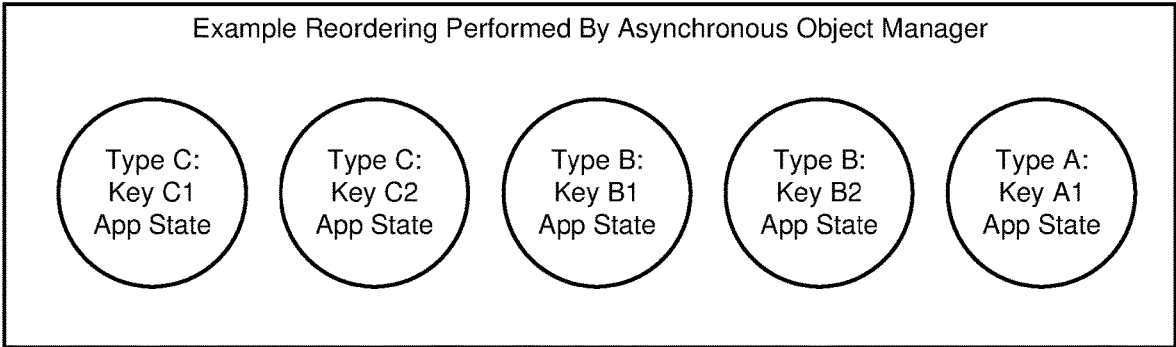 Example Reordering Performed By Asynchronous Object Manager
Type C:
Key C1
App State
Type C:
Key C2
App State
Type B:
Key B1
App State
Type B:
Key B2
App State
Type A:
Key A1
App State